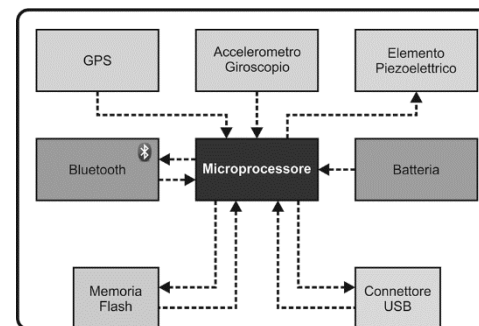 GPS
Accelerometro
Giroscopio
Elemento
Piezoelettrico
Bluetooth
Microprocessore
Batteria
Memoria
Flash
Connettore
USB